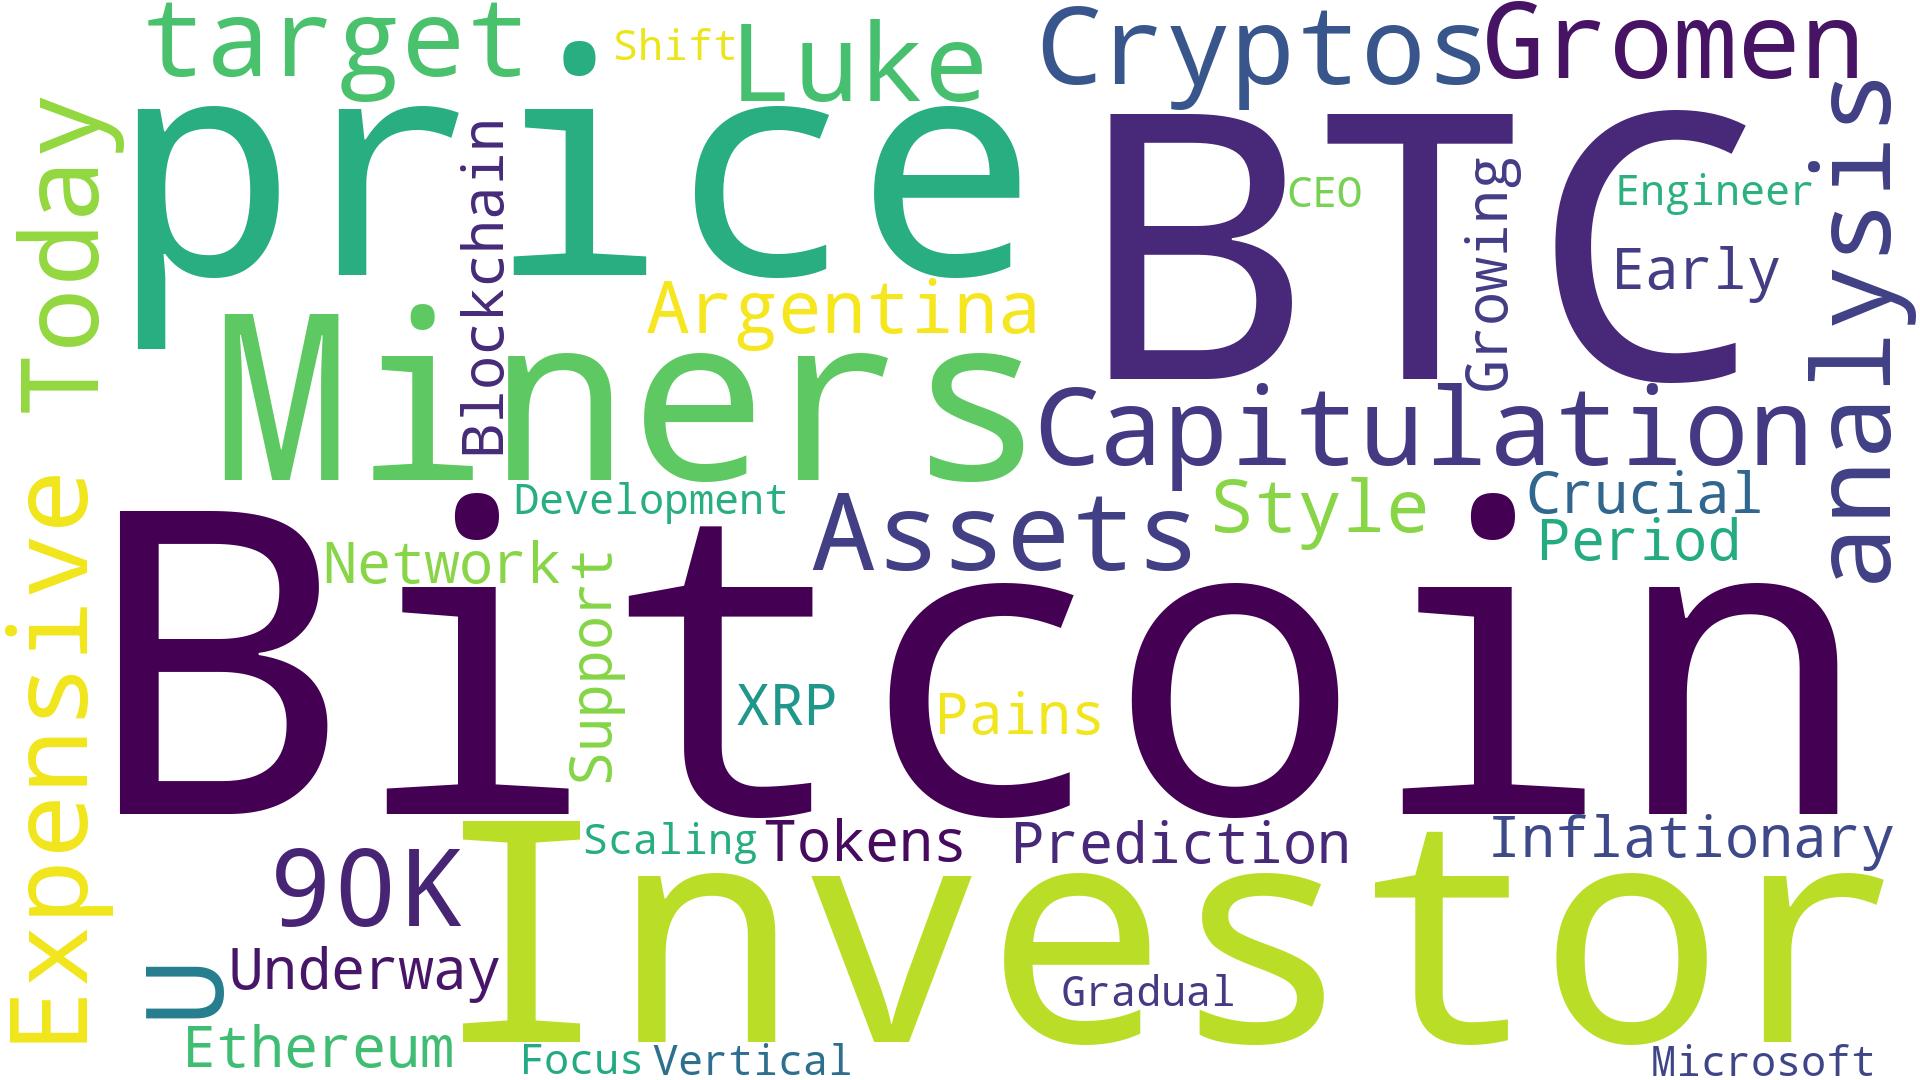 target
Shift
Luke
Cryptos
Gromen
price
BTC
CEO
Engineer
Growing
Early
analysis
Today
Blockchain
Argentina
Miners
Capitulation
Expensive
Development
Assets
Style
Crucial
Period
Network
Bitcoin
Support
XRP
Pains
Scaling
Tokens
Prediction
Inflationary
90K
Investor
U
Underway
Gradual
Ethereum
Focus
Vertical
Microsoft